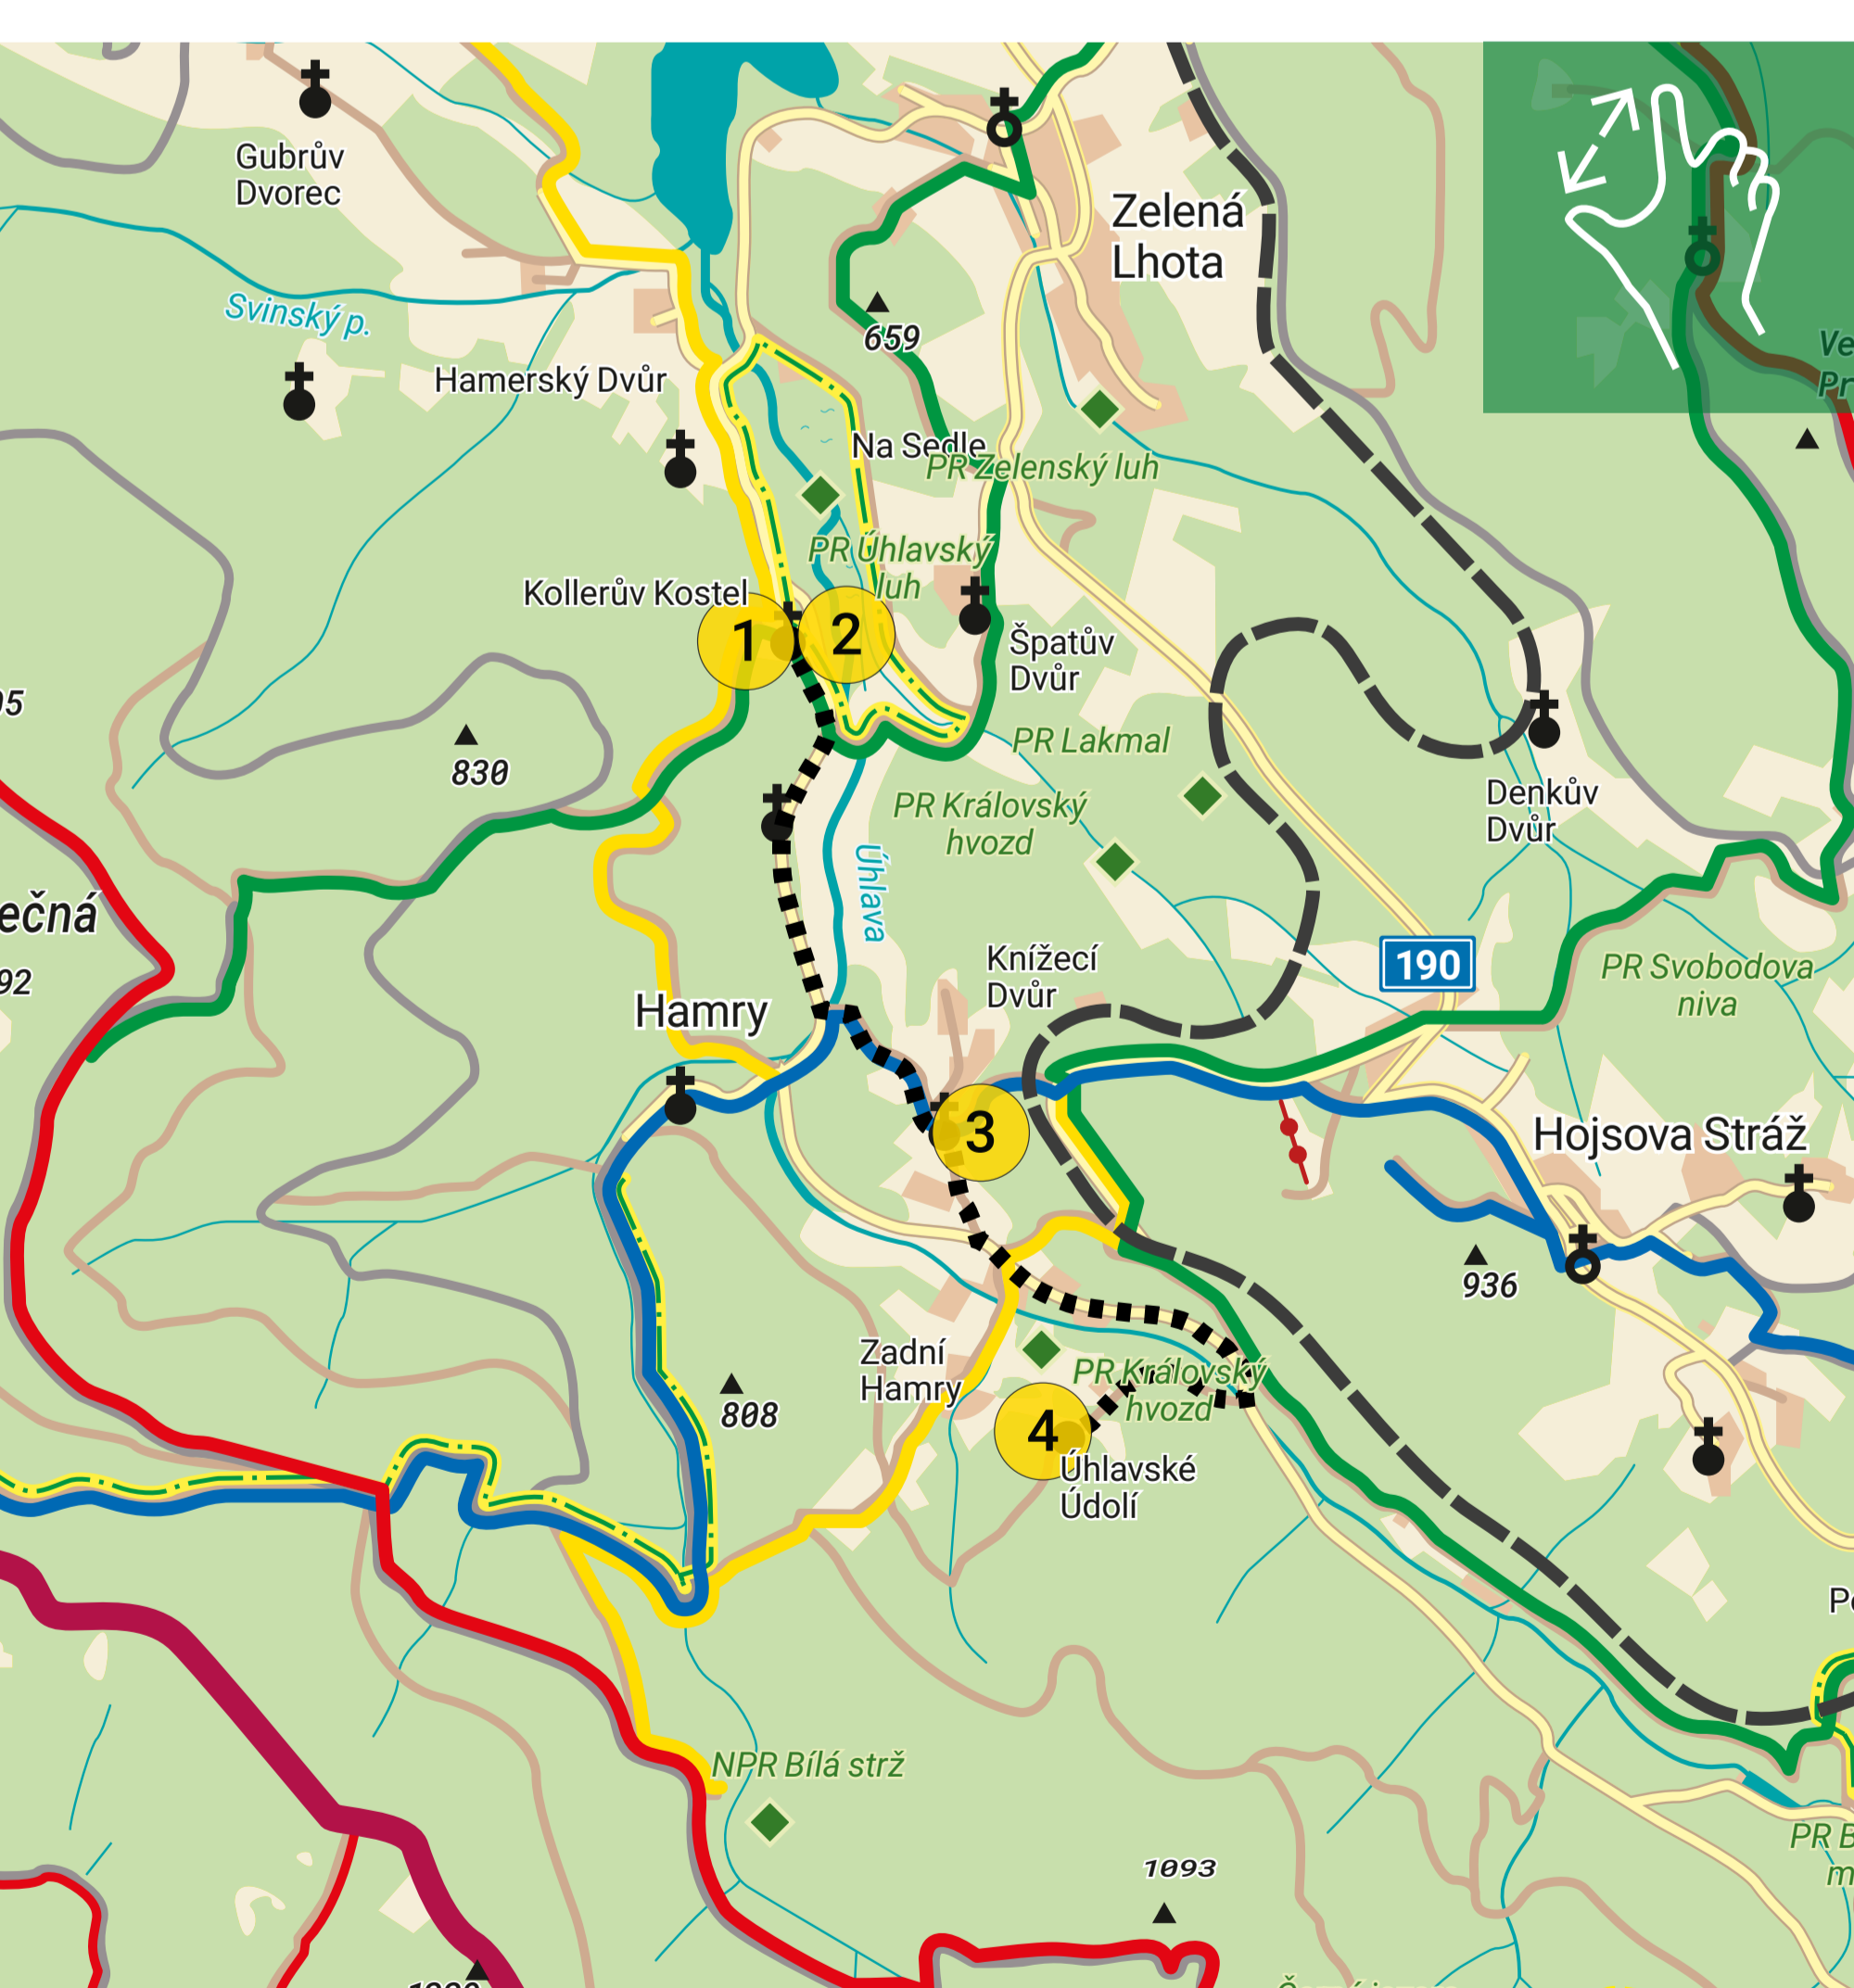 Gubrův
Dvorec
Zelená
Lhota
Svinský p.
659
Hamerský Dvůr
Na Sedle
PR Zelenský luh
PR Úhlavský
luh
Kollerův Kostel
1
2
Špatův
Dvůr
PR Lakmal
830
Denkův
Dvůr
PR Královský
hvozd
Úhlava
ečná
92
Knížecí
Dvůr
190
PR Svobodova
niva
Hamry
3
Hojsova Stráž
936
Zadní
Hamry
PR Královský
hvozd
808
4
Úhlavské
Údolí
NPR Bílá strž
1093